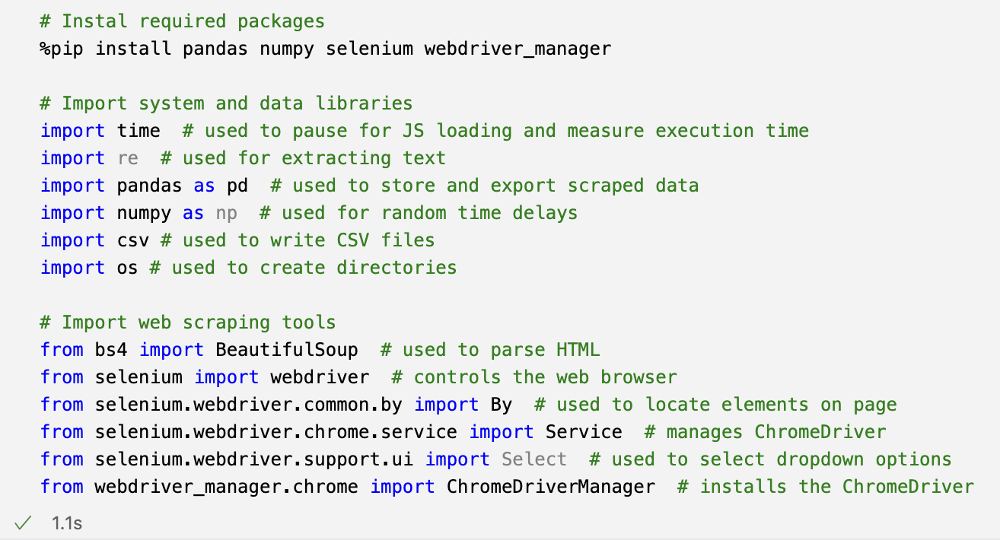 # Instal required packages
%pip install pandas numpy selenium webdriver_manager
# Import system and data libraries
import time  # used to pause for JS loading and measure execution time
import re  # used for extracting text
import pandas as pd  # used to store and export scraped data
import numpy as np  # used for random time delays
import csv # used to write CSV files
import os # used to create directories
# Import web scraping tools
from bs4 import BeautifulSoup  # used to parse HTML
from selenium import webdriver  # controls the web browser
from selenium.webdriver.common.by import By  # used to locate elements on page
from selenium.webdriver.chrome.service import Service  # manages ChromeDriver
from selenium.webdriver.support.ui import Select  # used to select dropdown options
from webdriver_manager.chrome import ChromeDriverManager  # installs the ChromeDriver
1.1s